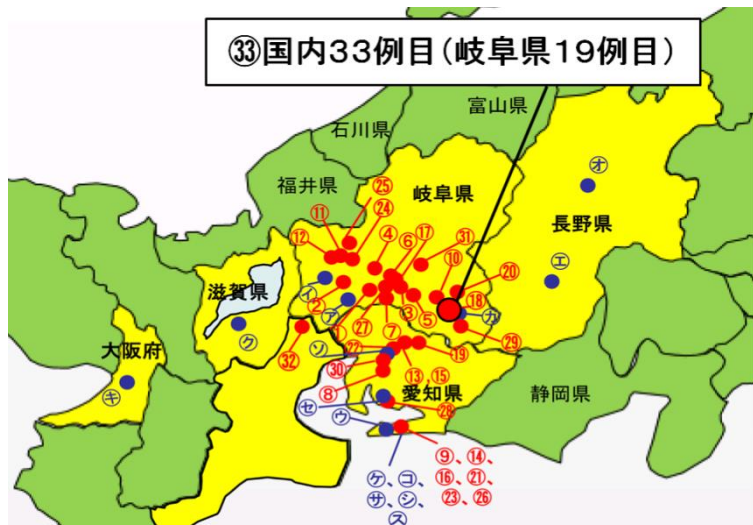 ㉝国内33例目(岐阜県19例目)
富山県
石川県
福井県
㉕
岐阜県
㉔
⑪
⑫
④
⑥
⑰
㉛
オ
長野県
エ
滋賀県
イ
②
ア
⑩
⑳
⑱
カ
①
㉗
⑦
③
⑤
㉙
ク
㉜
ソ
㉒
⑲
大阪府
キ
㉚
⑧
⑬,⑮
愛知県
静岡県
セ
ウ
㉘
ケ、コ、
サ、シ、
ス
⑨、⑭、
⑯、㉑、
㉓、㉖